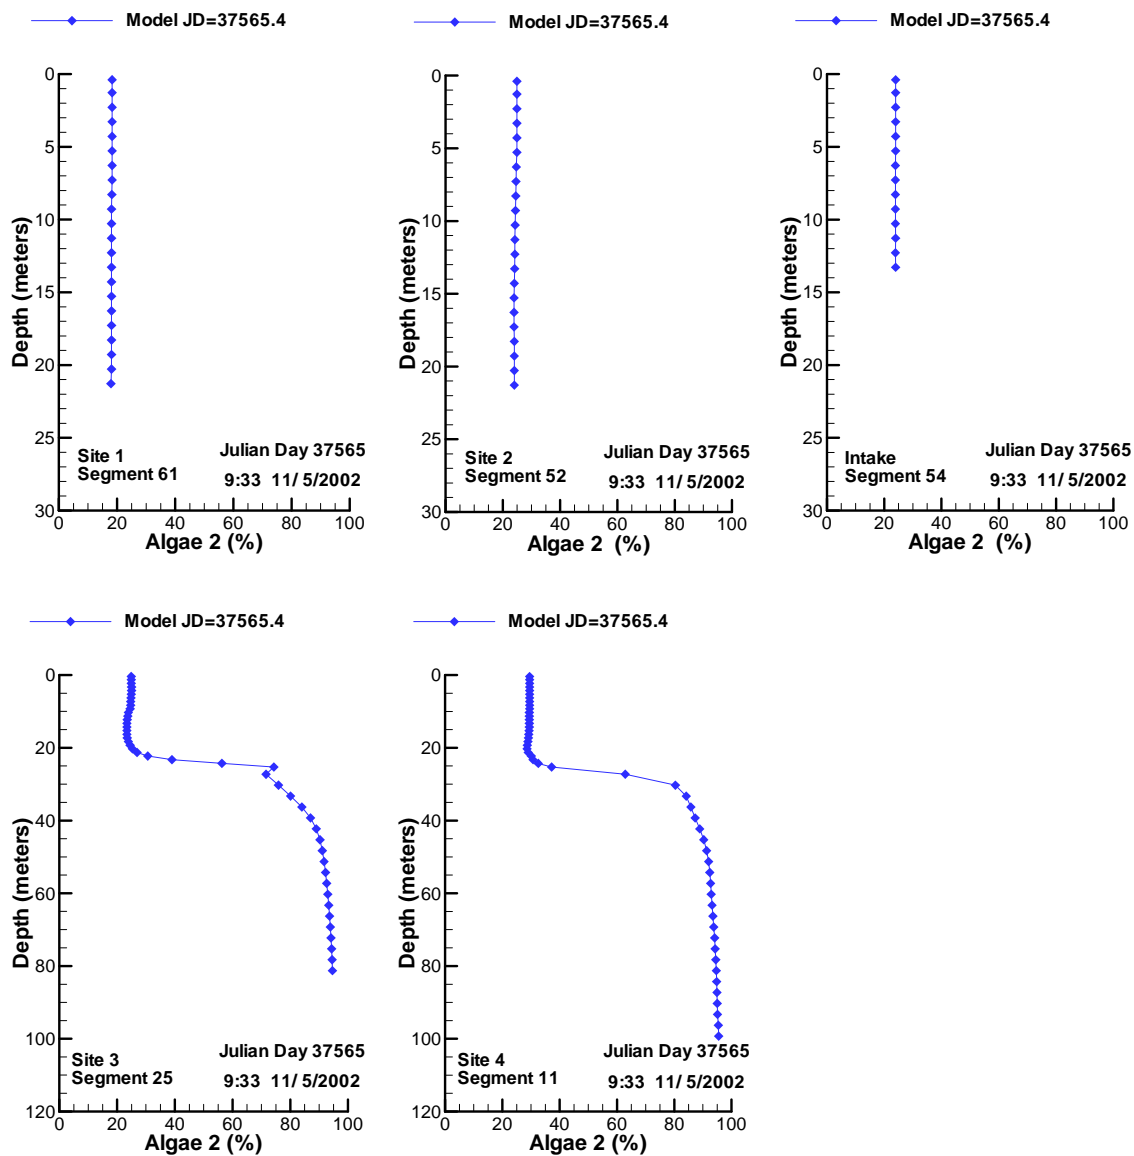 Model JD=37565.4
0
5
10
15
20
25
30
Depth (meters)
Site 1
Segment 61
Julian Day 37565
9:33 11/ 5/2002
0 20 40 60 80 100
Algae 2 (%)
Model JD=37565.4
0
5
10
15
20
25
30
Depth (meters)
Site 2
Segment 52
Julian Day 37565
9:33 11/ 5/2002
0 20 40 60 80 100
Algae 2 (%)
Model JD=37565.4
0
5
10
15
20
25
30
Depth (meters)
Intake
Segment 54
Julian Day 37565
9:33 11/ 5/2002
0 20 40 60 80 100
Algae 2 (%)
Model JD=37565.4
0
20
40
60
80
100
120
Depth (meters)
Site 3
Segment 25
Julian Day 37565
9:33 11/ 5/2002
0 20 40 60 80 100
Algae 2 (%)
Model JD=37565.4
0
20
40
60
80
100
120
Depth (meters)
Site 4
Segment 11
Julian Day 37565
9:33 11/ 5/2002
0 20 40 60 80 100
Algae 2 (%)